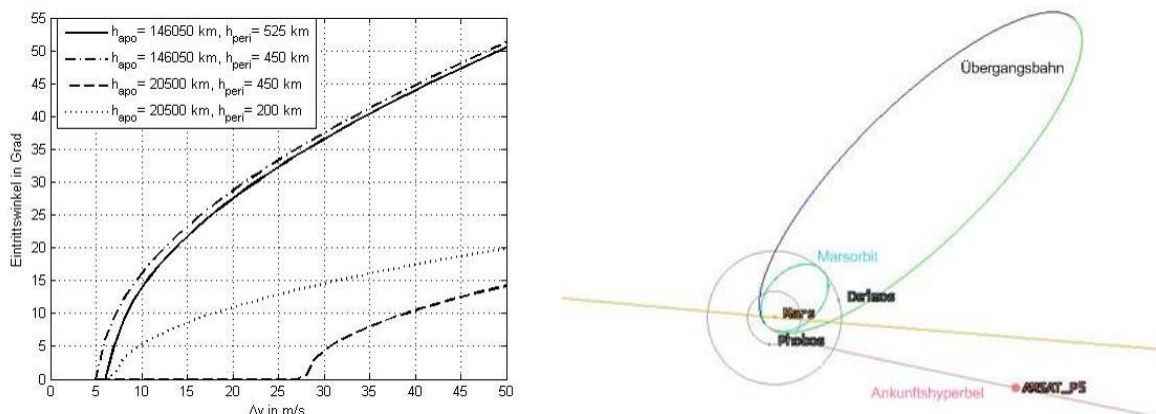 h_apo = 146050 km, h_peri = 525 km
h_apo = 146050 km, h_peri = 450 km
h_apo = 20500 km, h_peri = 450 km
h_apo = 20500 km, h_peri = 200 km
Eintrittswinkel in Grad
55
50
45
40
35
30
25
20
15
10
5
0
0 5 10 15 20 25 30 35 40 45 50
Δv in m/s
Übergangsbahn
Marsorbit
Deimos
Mars
Phobos
Ankunftshyperbel
AMSAT_P5